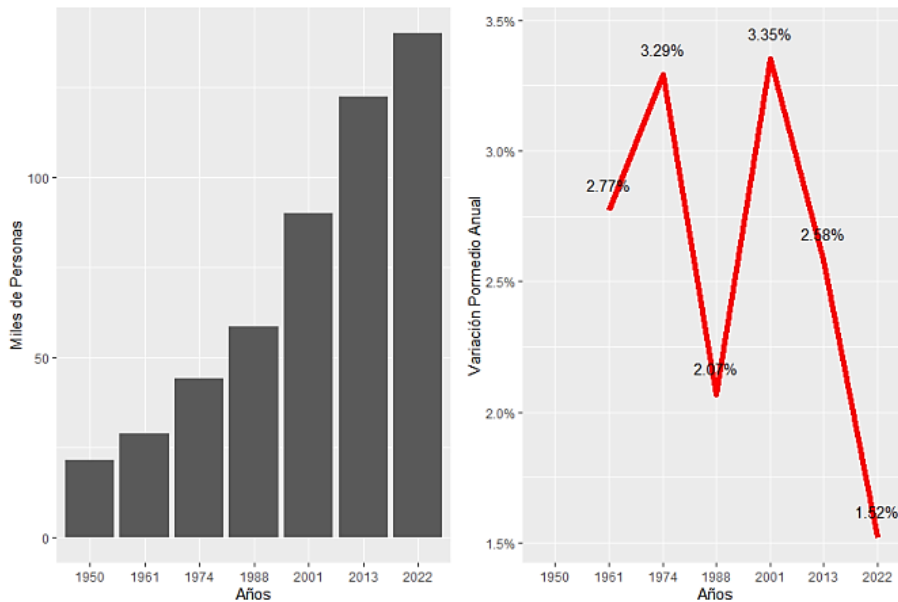 Miles de Personas
100
50
0
1950 1961 1974 1988 2001 2013 2022
Años
Variación Pormedio Anual
3.5%
3.0%
2.5%
2.0%
1.5%
2.77%
3.29%
2.07%
3.35%
2.58%
1.52%
1950 1961 1974 1988 2001 2013 2022
Años